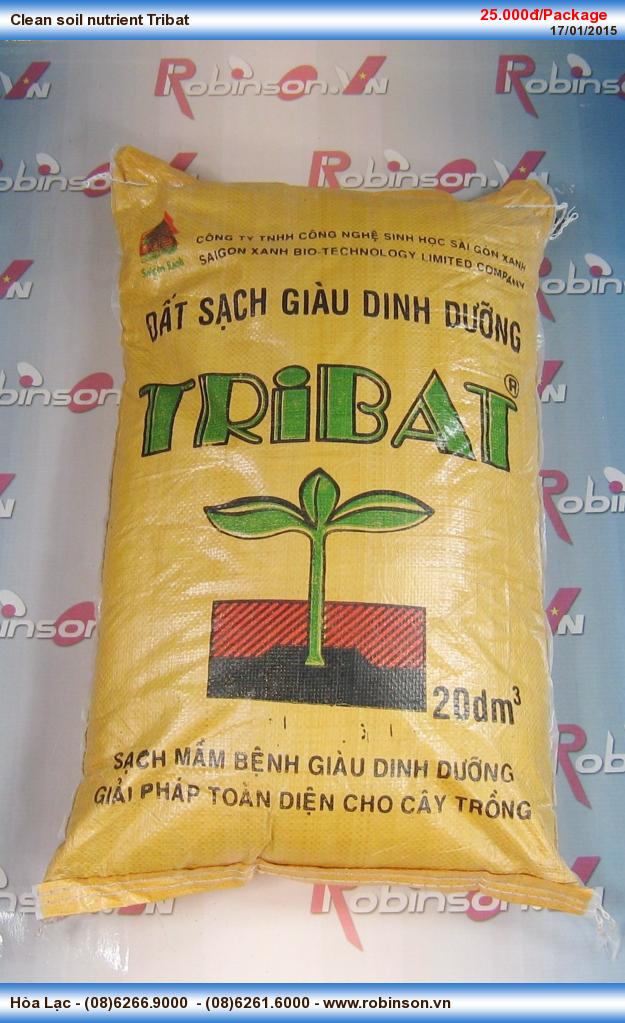 Clean soil nutrient Tribat
25.000đ/Package
17/01/2015
Robinson.VN
Saigon Xanh
CÔNG TY TNHH CÔNG NGHỆ SINH HỌC SÀI GÒN XANH
SAIGON XANH BIO-TECHNOLOGY LIMITED COMPANY
ĐẤT SẠCH GIÀU DINH DƯỠNG
TRiBAT®
20dm³
SẠCH MẦM BỆNH GIÀU DINH DƯỠNG
GIẢI PHÁP TOÀN DIỆN CHO CÂY TRỒNG
Robinson.VN
Hòa Lạc - (08)6266.9000 - (08)6261.6000 - www.robinson.vn